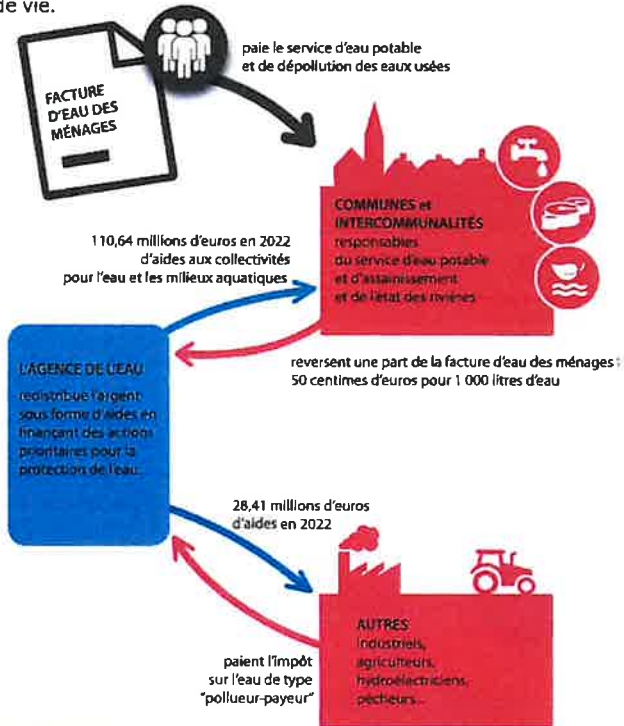 de vie.
paie le service d'eau potable
et de dépollution des eaux usées
FACTURE
D'EAU DES
MÉNAGES
COMMUNES et
INTERCOMMUNALITÉS
responsables
du service d'eau potable
et d'assainissement
et de l'état des rivières
110,64 millions d'euros en 2022
d'aides aux collectivités
pour l'eau et les milieux aquatiques
reversent une part de la facture d'eau des ménages :
50 centimes d'euros pour 1 000 litres d'eau
L'AGENCE DE L'EAU
redistribue l'argent
sous forme d'aides en
finançant des actions
prioritaires pour la
protection de l'eau.
28,41 millions d'euros
d'aides en 2022
AUTRES
industriels,
agriculteurs,
hydroélectriciens,
pêcheurs...
paient l'impôt
sur l'eau de type
"pollueur-payeur"